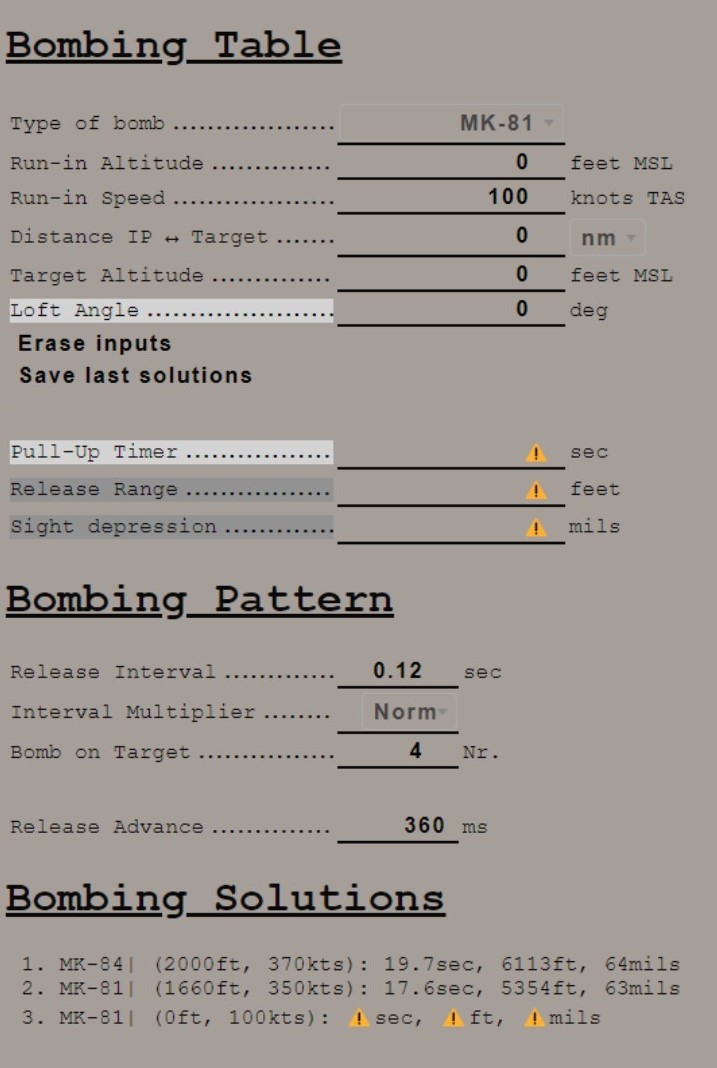 Bombing Table
Type of bomb ................... MK-81
Run-in Altitude .............. 0 feet MSL
Run-in Speed ................... 100 knots TAS
Distance IP ↔ Target ....... 0 nm
Target Altitude .............. 0 feet MSL
Loft Angle ...................... 0 deg
Erase inputs
Save last solutions
Pull-Up Timer ................. ⚠ sec
Release Range ................. ⚠ feet
Sight depression ............. ⚠ mils
Bombing Pattern
Release Interval ............. 0.12 sec
Interval Multiplier ........ Norm
Bomb on Target ................ 4 Nr.
Release Advance .............. 360 ms
Bombing Solutions
1. MK-84| (2000ft, 370kts): 19.7sec, 6113ft, 64mils
2. MK-81| (1660ft, 350kts): 17.6sec, 5354ft, 63mils
3. MK-81| (0ft, 100kts): ⚠sec, ⚠ft, ⚠mils